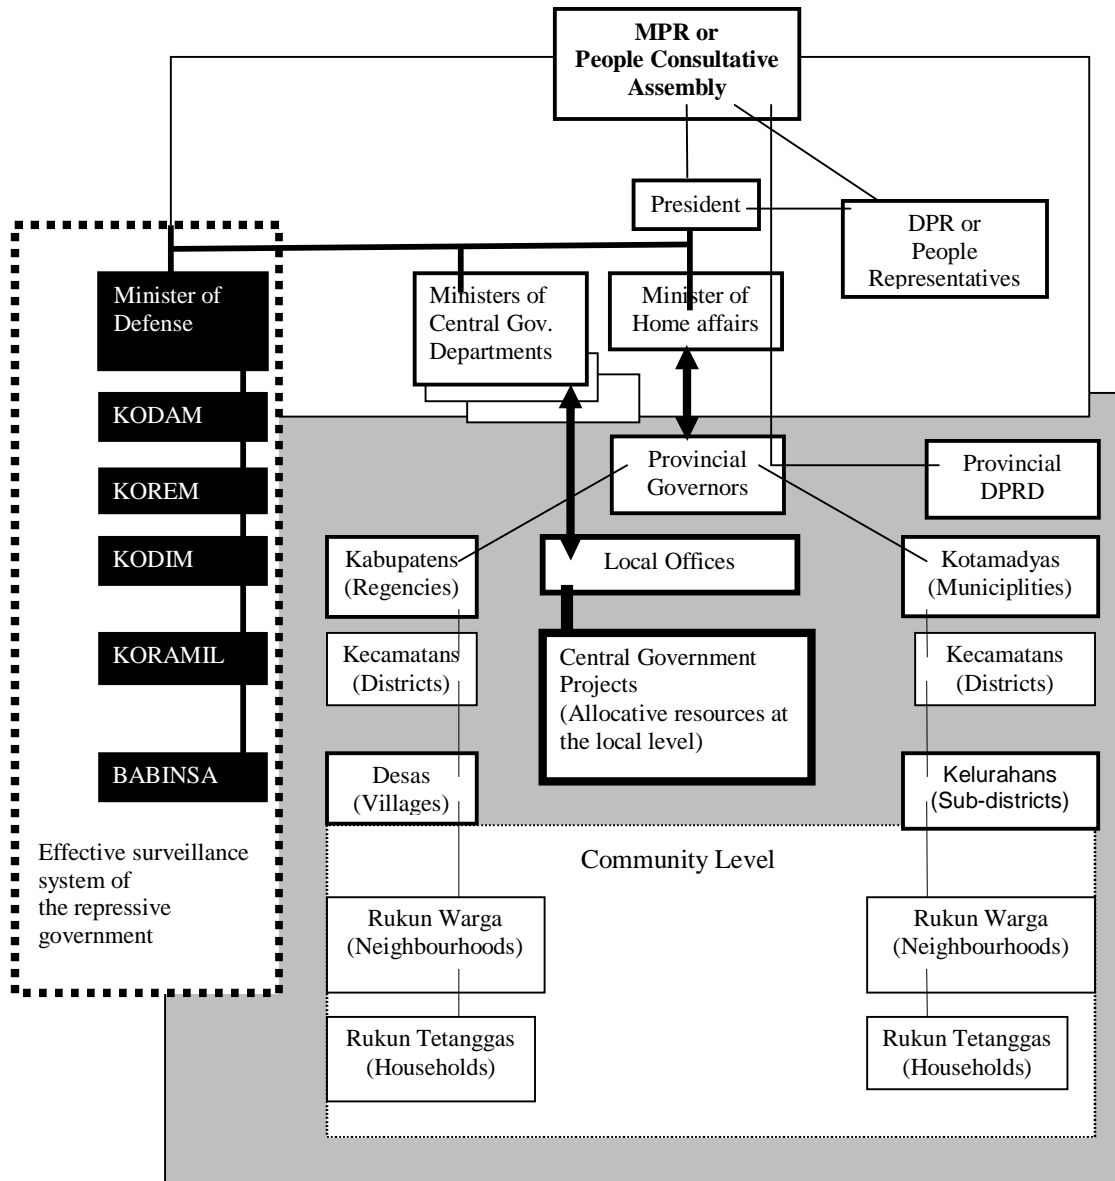 MPR or
People Consultative
Assembly
President
DPR or
People
Representatives
Minister of
Defense
Ministers of
Central Gov.
Departments
Minister of
Home affairs
KODAM
KOREM
KODIM
KORAMIL
BABINSA
Effective surveillance
system of
the repressive
government
Provincial
Governors
Provincial
DPRD
Kabupatens
(Regencies)
Local Offices
Kotamadyas
(Municiplities)
Kecamatans
(Districts)
Central Government
Projects
(Allocative resources at
the local level)
Kecamatans
(Districts)
Desas
(Villages)
Kelurahans
(Sub-districts)
Community Level
Rukun Warga
(Neighbourhoods)
Rukun Warga
(Neighbourhoods)
Rukun Tetanggas
(Households)
Rukun Tetanggas
(Households)